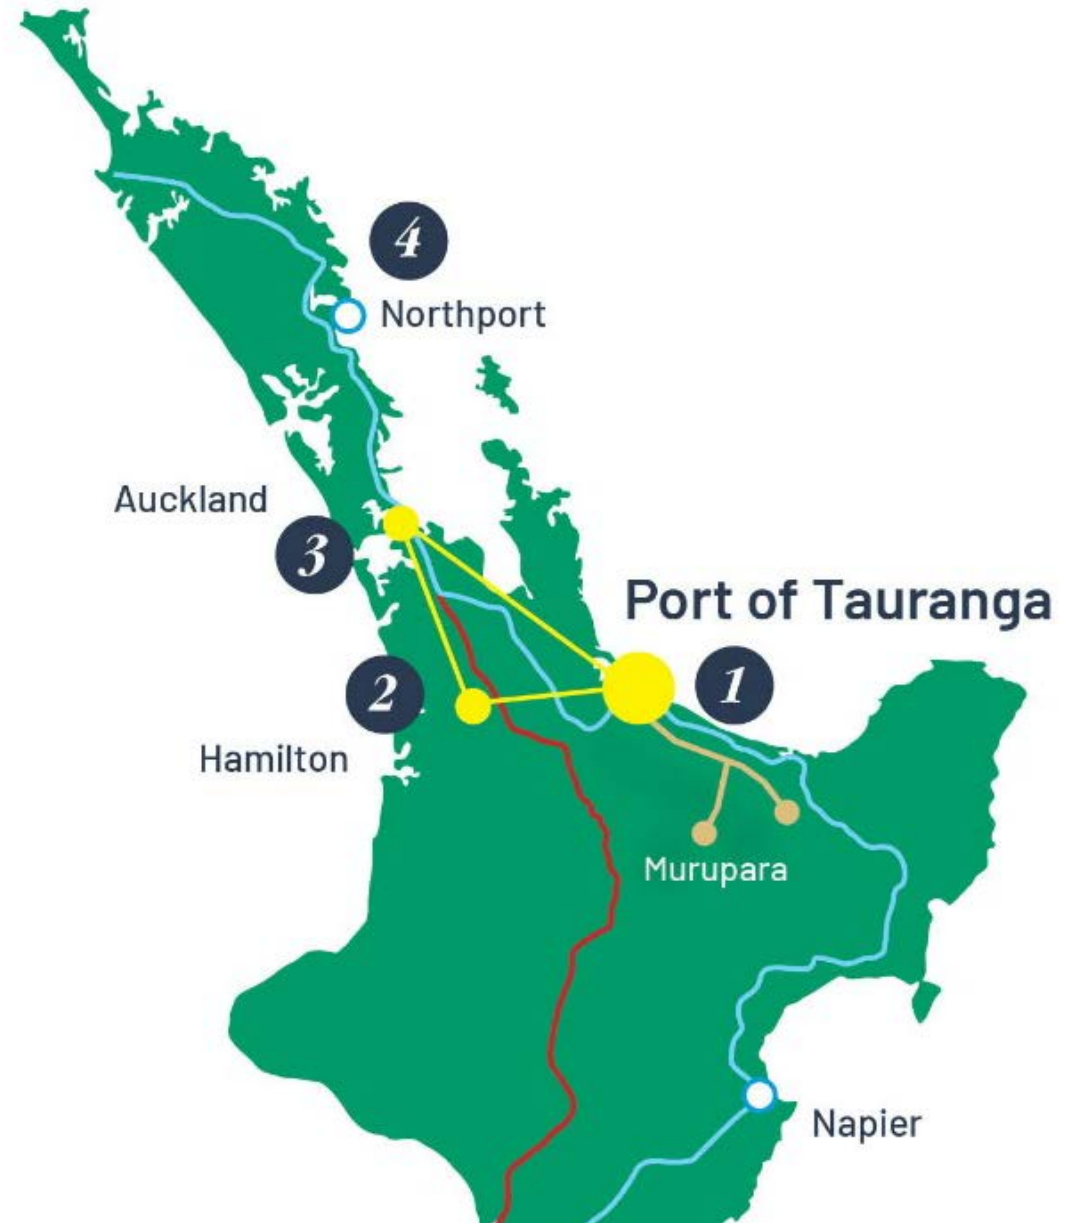 4
Northport
Auckland
3
Port of Tauranga
2
1
Hamilton
Murupara
Napier